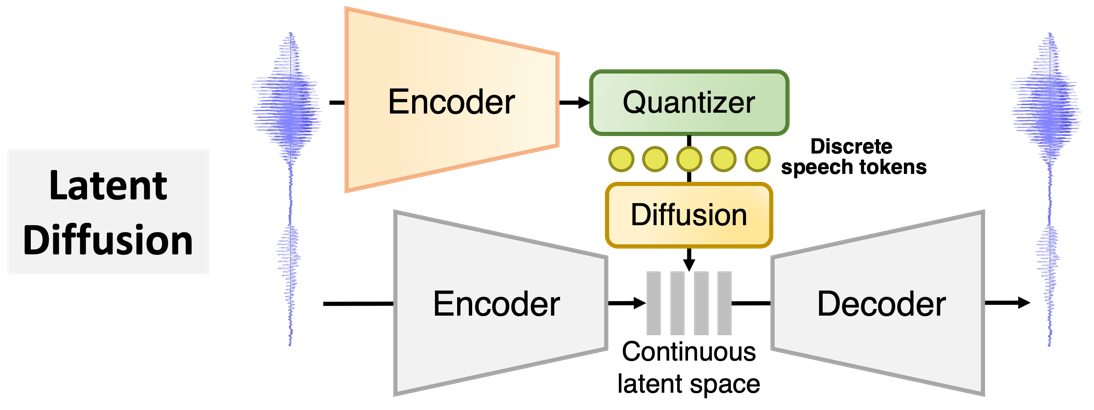 Latent
Diffusion
Encoder
Quantizer
Discrete
speech tokens
Diffusion
Encoder
Decoder
Continuous
latent space